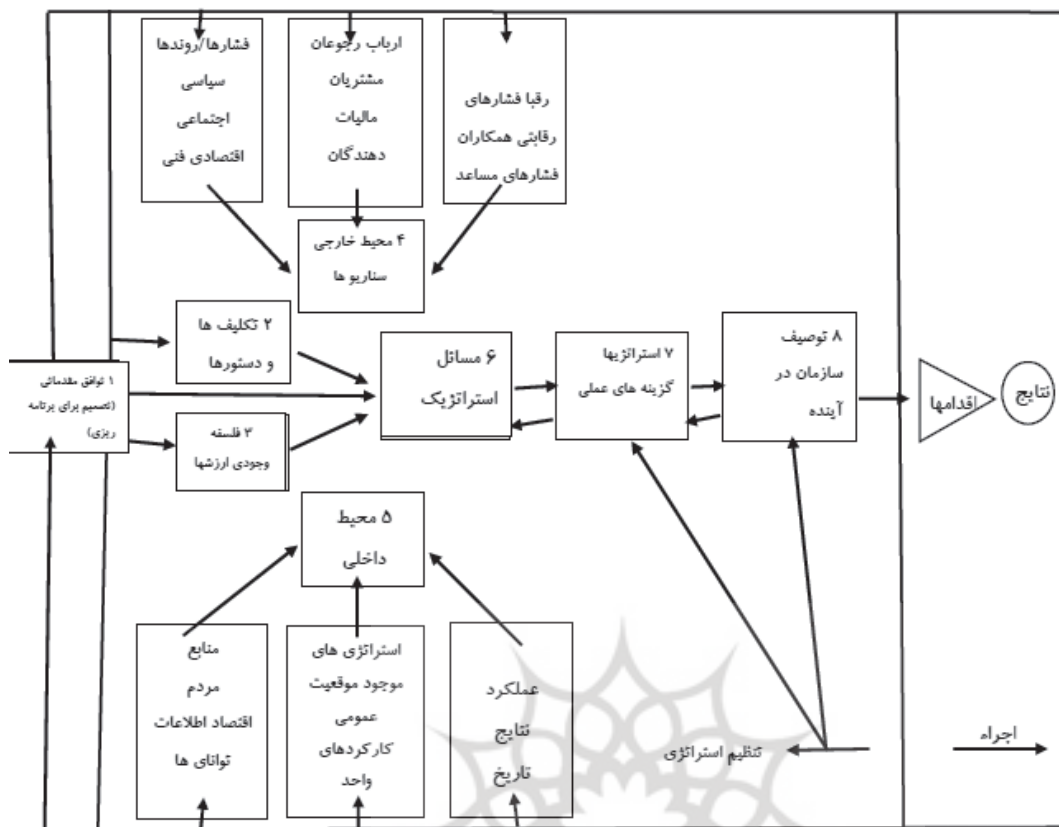 فشارها/روندها
سیاسی
اجتماعی
اقتصادی فنی
ارباب رجوعان
مشتریان
مالیات
دهندگان
رقبا فشارهای
رقابتی همکاران
فشارهای مساعد
۴ محیط خارجی
سناریو ها
۲ تکلیف ها
و دستورها
۱ توافق مقدماتی
(تصمیم برای برنامه
ریزی)
۳ فلسفه
وجودی ارزشها
۶ مسائل
استراتژیک
۷ استراتژیها
گزینه های عملی
۸ توصیف
سازمان در
آینده
اقدامها
نتایج
۵ محیط
داخلی
منابع
مردم
اقتصاد اطلاعات
توانای ها
استراتژی های
موجود موقعیت
عمومی
کارکردهای
واحد
عملکرد
نتایج
تاریخ
تنظیم استراتژی
اجراء